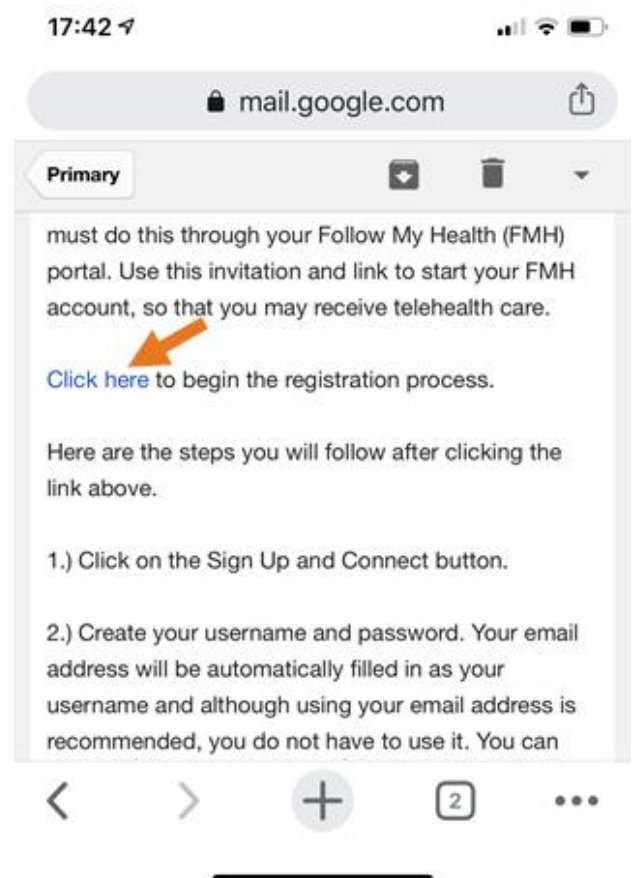 17:42
mail.google.com
Primary
must do this through your Follow My Health (FMH)
portal. Use this invitation and link to start your FMH
account, so that you may receive telehealth care.
Click here to begin the registration process.
Here are the steps you will follow after clicking the
link above.
1.) Click on the Sign Up and Connect button.
2.) Create your username and password. Your email
address will be automatically filled in as your
username and although using your email address is
recommended, you do not have to use it. You can
2